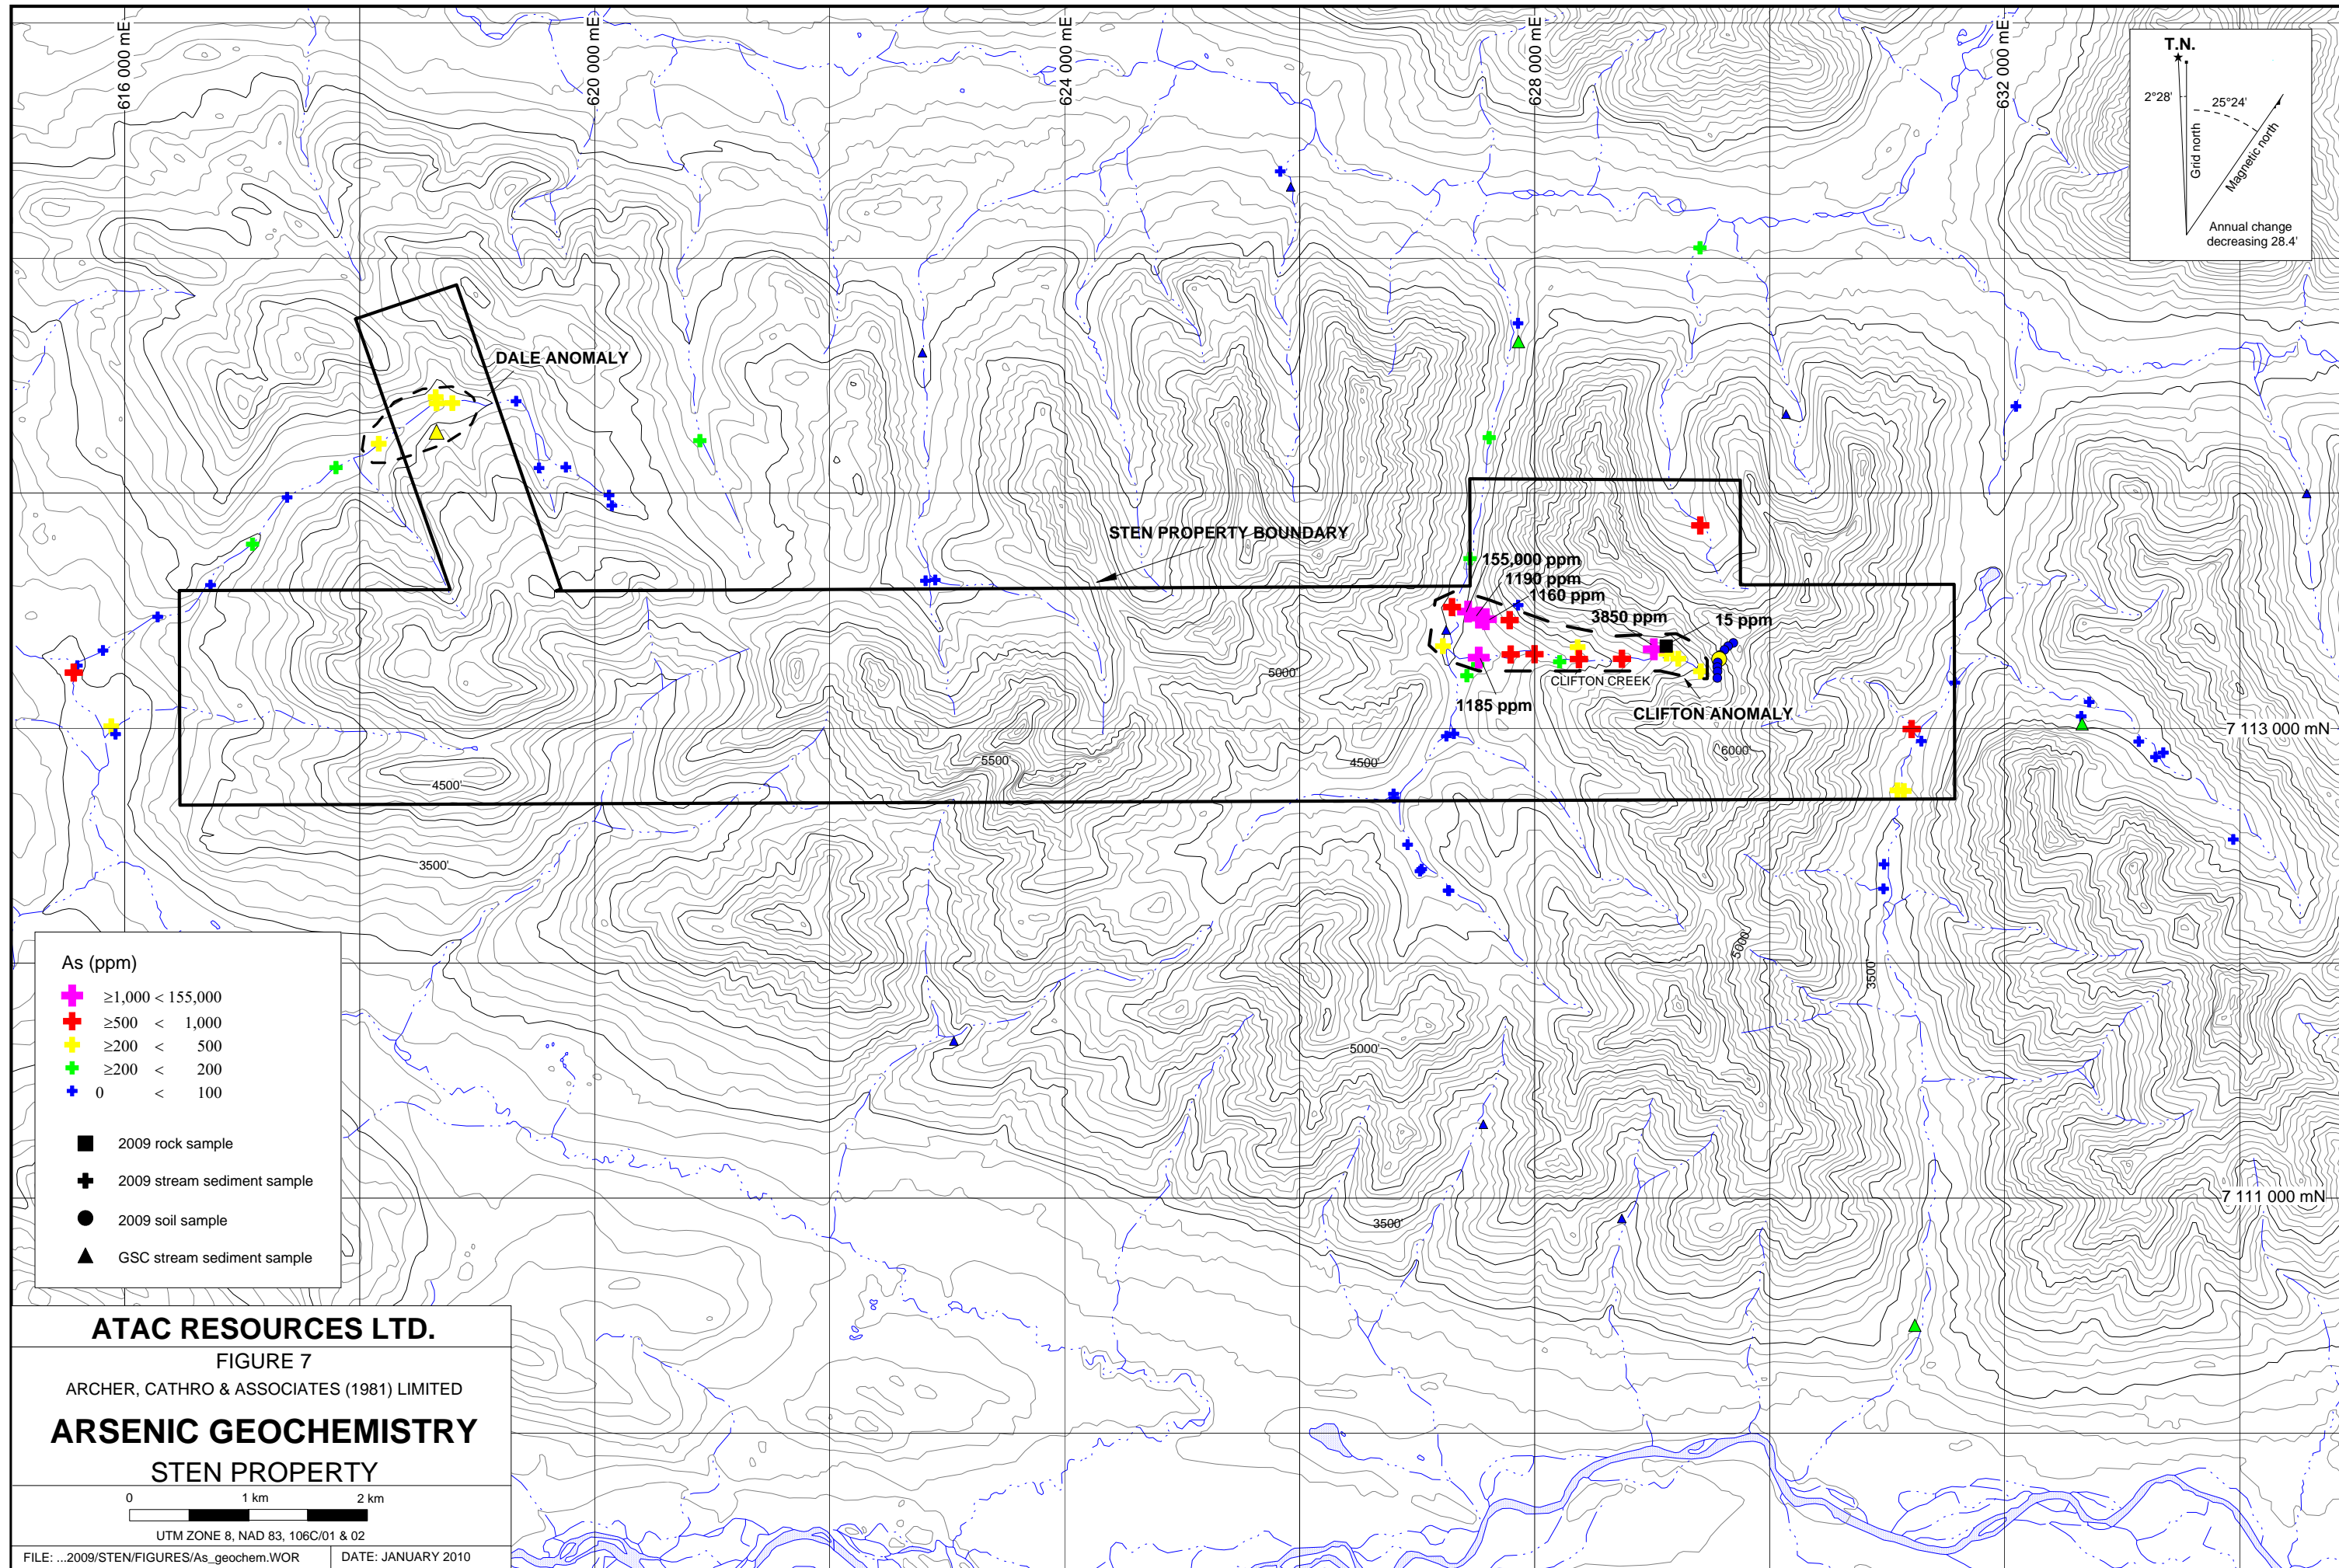 616 000 mE
620 000 mE
624 000 mE
628 000 mE
632 000 mE
T.N.
2°28'
25°24'
Grid north
Magnetic north
Annual change
decreasing 28.4'
DALE ANOMALY
STEN PROPERTY BOUNDARY
155,000 ppm
1190 ppm
1160 ppm
3850 ppm
15 ppm
5000'
CLIFTON CREEK
1185 ppm
CLIFTON ANOMALY
7 113 000 mN
6000'
5500'
4500'
4500'
3500'
5000'
3500'
5000'
7 111 000 mN
3500'
As (ppm)
≥1,000 < 155,000
≥500 < 1,000
≥200 < 500
≥200 < 200
0 < 100
2009 rock sample
2009 stream sediment sample
2009 soil sample
GSC stream sediment sample
ATAC RESOURCES LTD.
FIGURE 7
ARCHER, CATHRO & ASSOCIATES (1981) LIMITED
ARSENIC GEOCHEMISTRY
STEN PROPERTY
0 1 km 2 km
UTM ZONE 8, NAD 83, 106C/01 & 02
FILE: ...2009/STEN/FIGURES/As_geochem.WOR DATE: JANUARY 2010